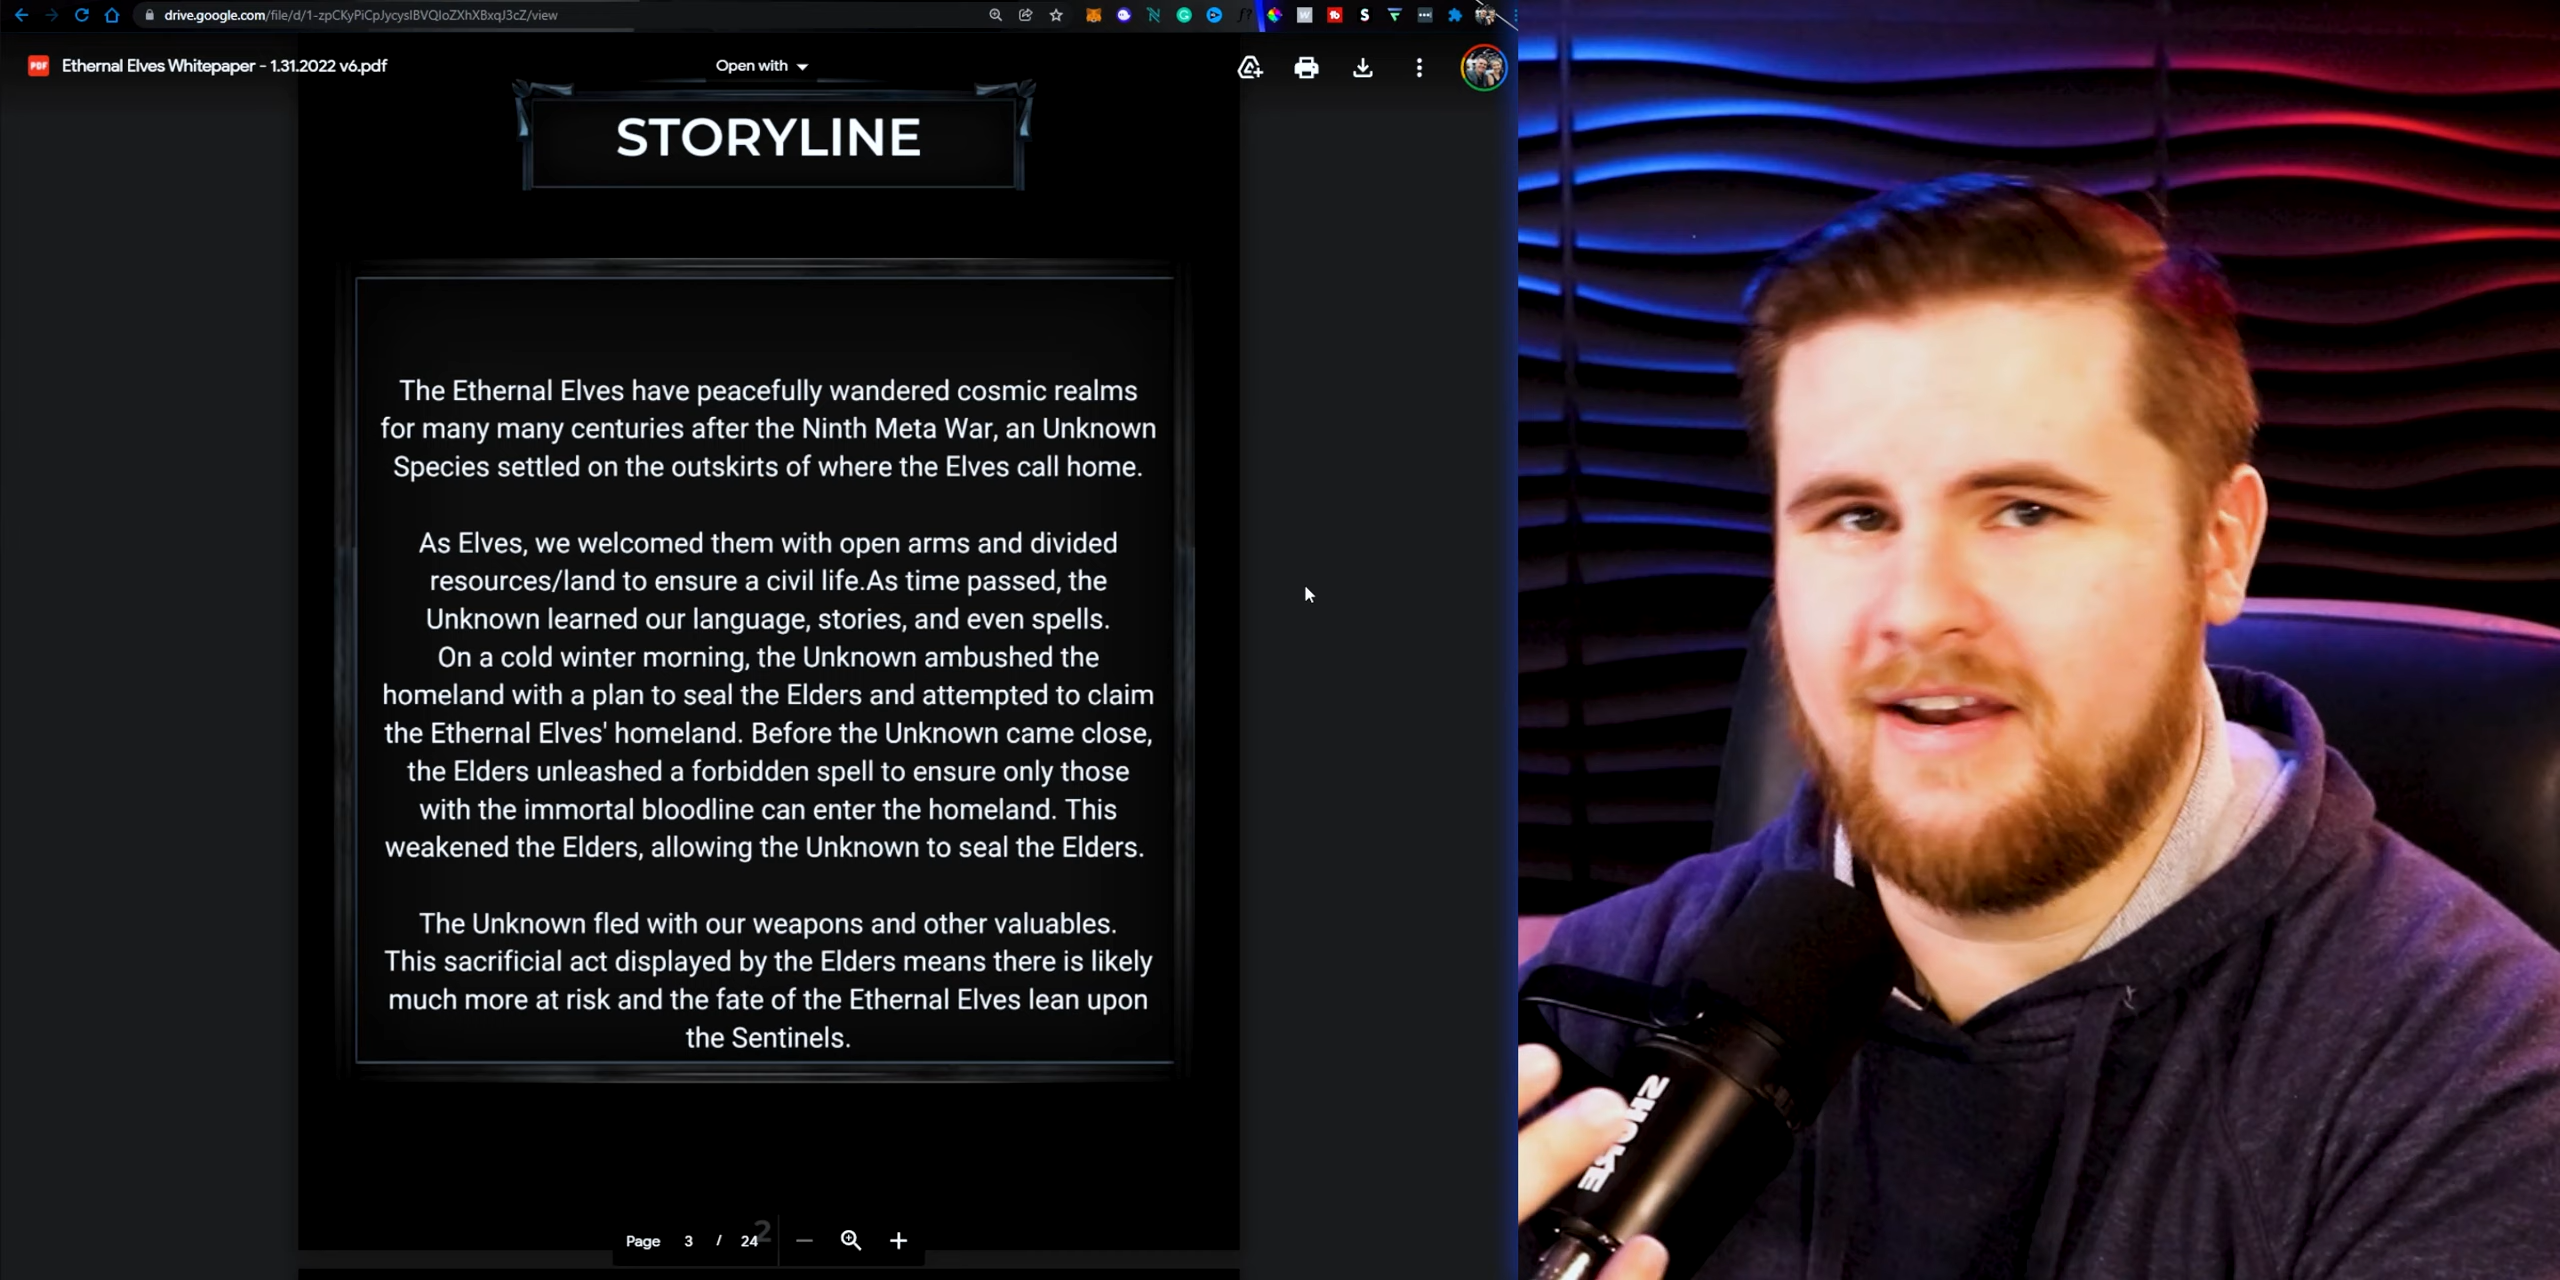 drive.google.com/file/d/1-zpCKyPiCpJycysIBVQIoZXhXBxqJ3cZ/view
PDF
Ethernal Elves Whitepaper - 1.31.2022 v6.pdf
Open with
STORYLINE
The Ethernal Elves have peacefully wandered cosmic realms
for many many centuries after the Ninth Meta War, an Unknown
Species settled on the outskirts of where the Elves call home.
As Elves, we welcomed them with open arms and divided
resources/land to ensure a civil life.As time passed, the
Unknown learned our language, stories, and even spells.
On a cold winter morning, the Unknown ambushed the
homeland with a plan to seal the Elders and attempted to claim
the Ethernal Elves' homeland. Before the Unknown came close,
the Elders unleashed a forbidden spell to ensure only those
with the immortal bloodline can enter the homeland. This
weakened the Elders, allowing the Unknown to seal the Elders.
The Unknown fled with our weapons and other valuables.
This sacrificial act displayed by the Elders means there is likely
much more at risk and the fate of the Ethernal Elves lean upon
the Sentinels.
2
Page 3 / 24